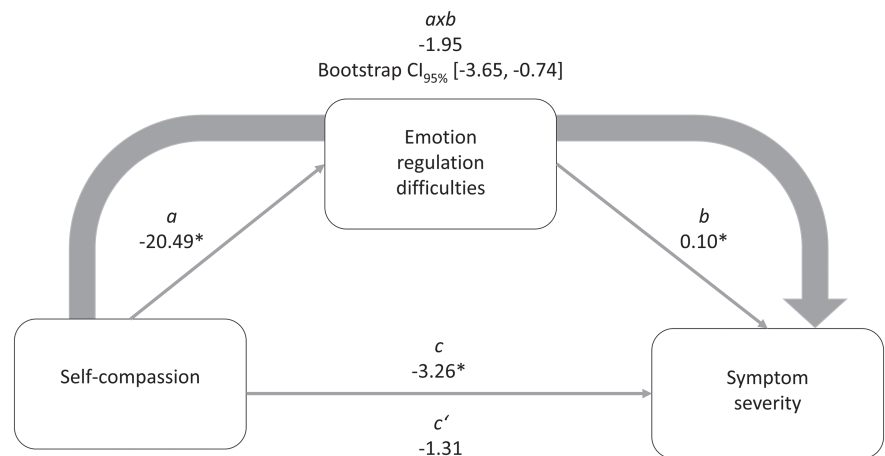 axb
-1.95
Bootstrap CI95% [-3.65, -0.74]
Emotion
regulation
difficulties
a
-20.49*
b
0.10*
Self-compassion
c
-3.26*
Symptom
severity
c‘
-1.31